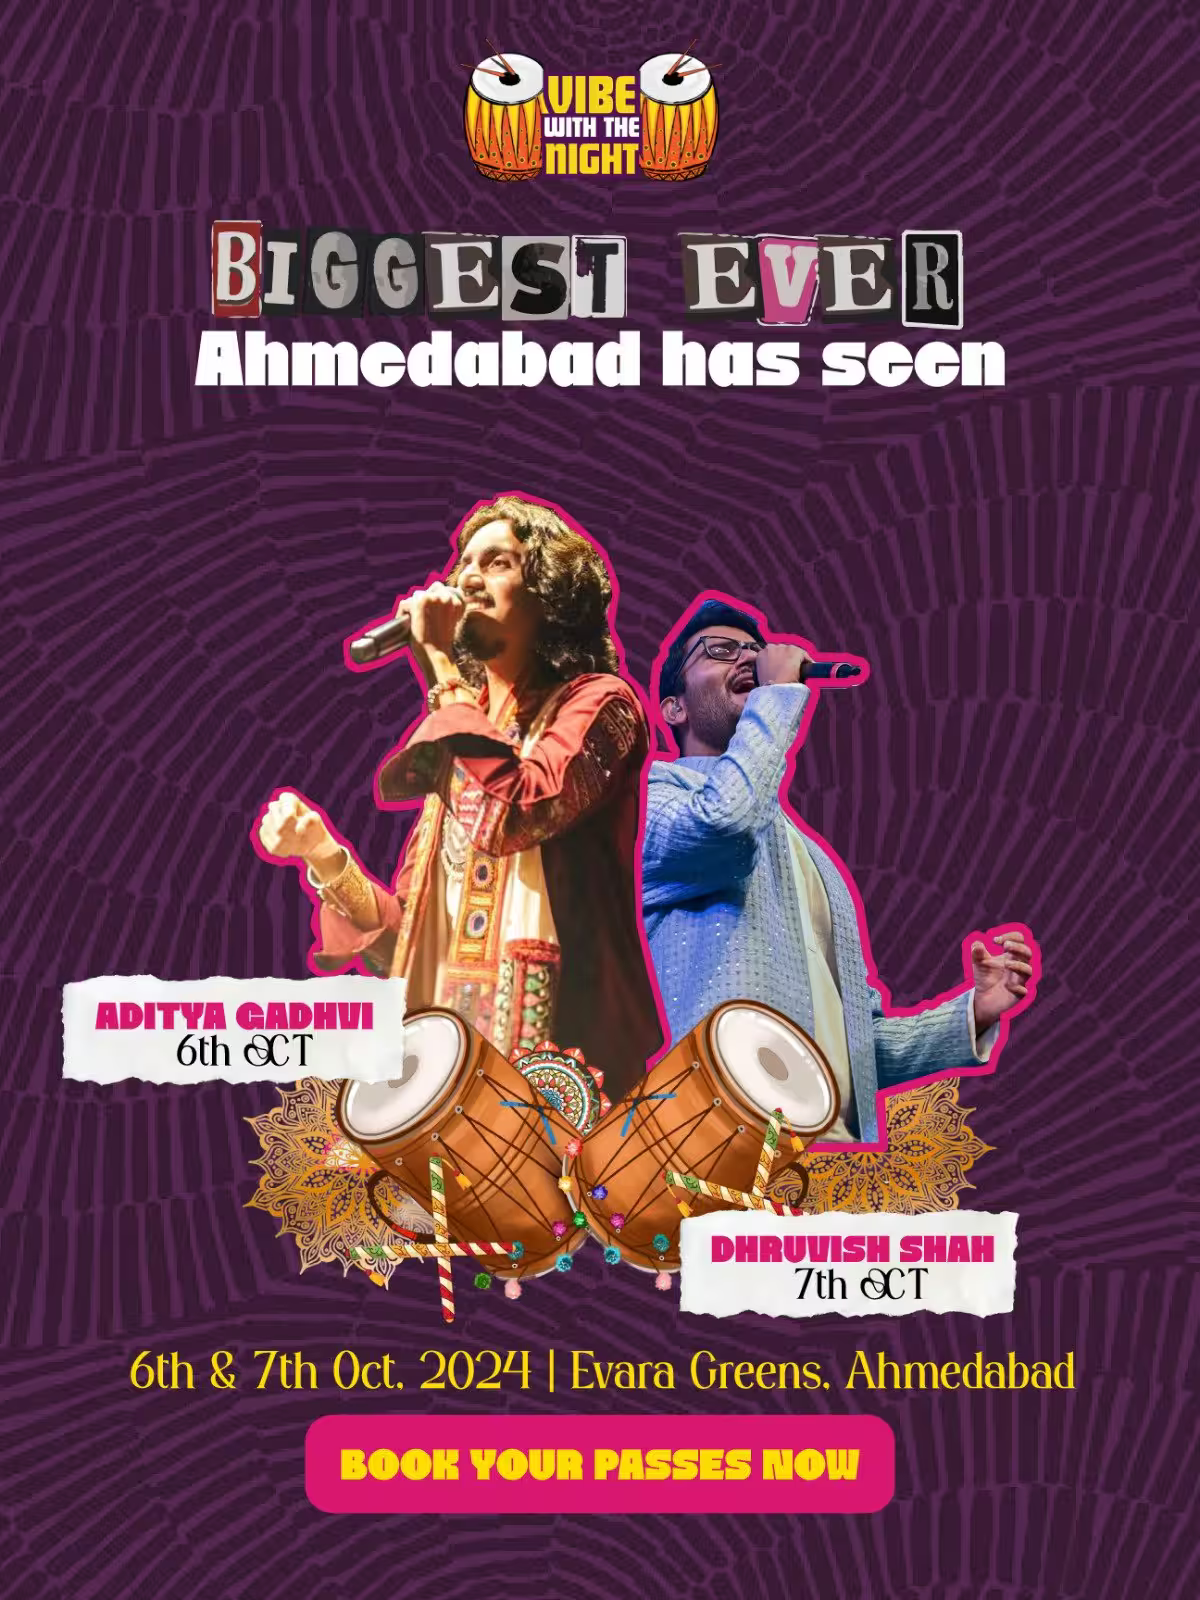 VIBE
WITH THE
NIGHT
BIGGEST EVER
Ahmedabad has seen
ADITYA GADHVI
6th OCT
DHRUVISH SHAH
7th OCT
6th & 7th Oct, 2024 | Evara Greens, Ahmedabad
BOOK YOUR PASSES NOW